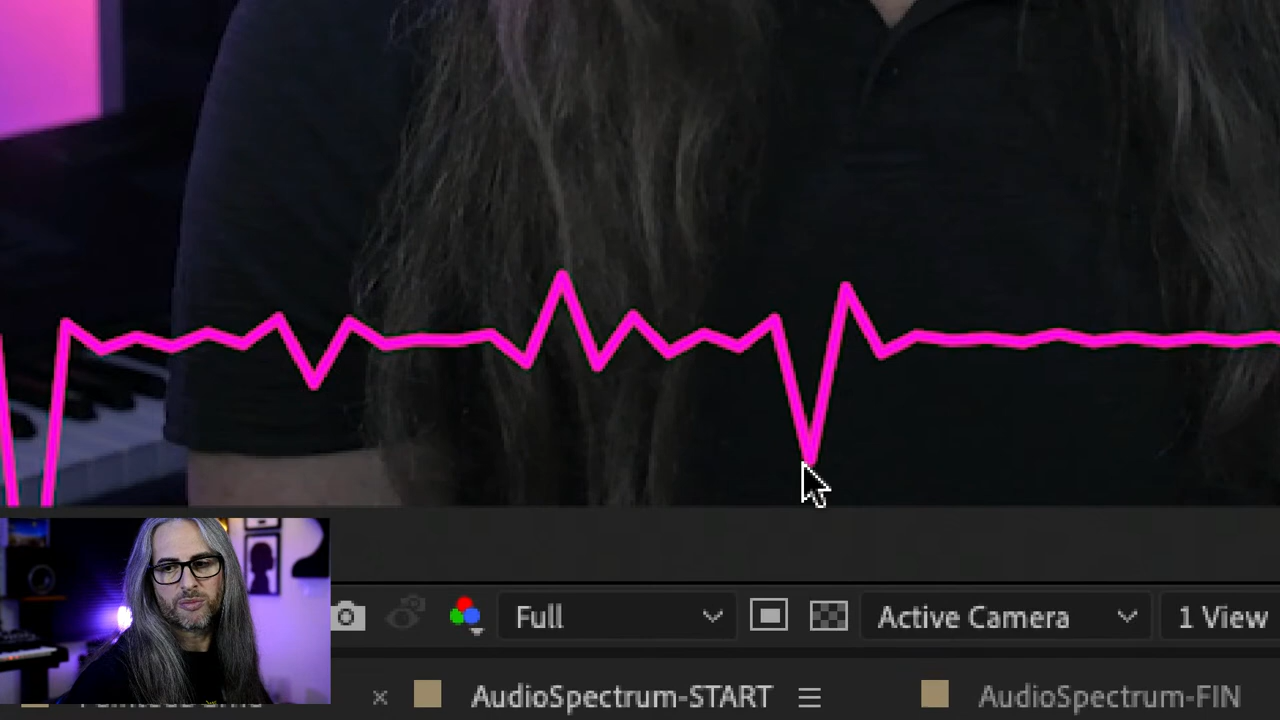 Full
Active Camera
1 View
AudioSpectrum-START
AudioSpectrum-FIN